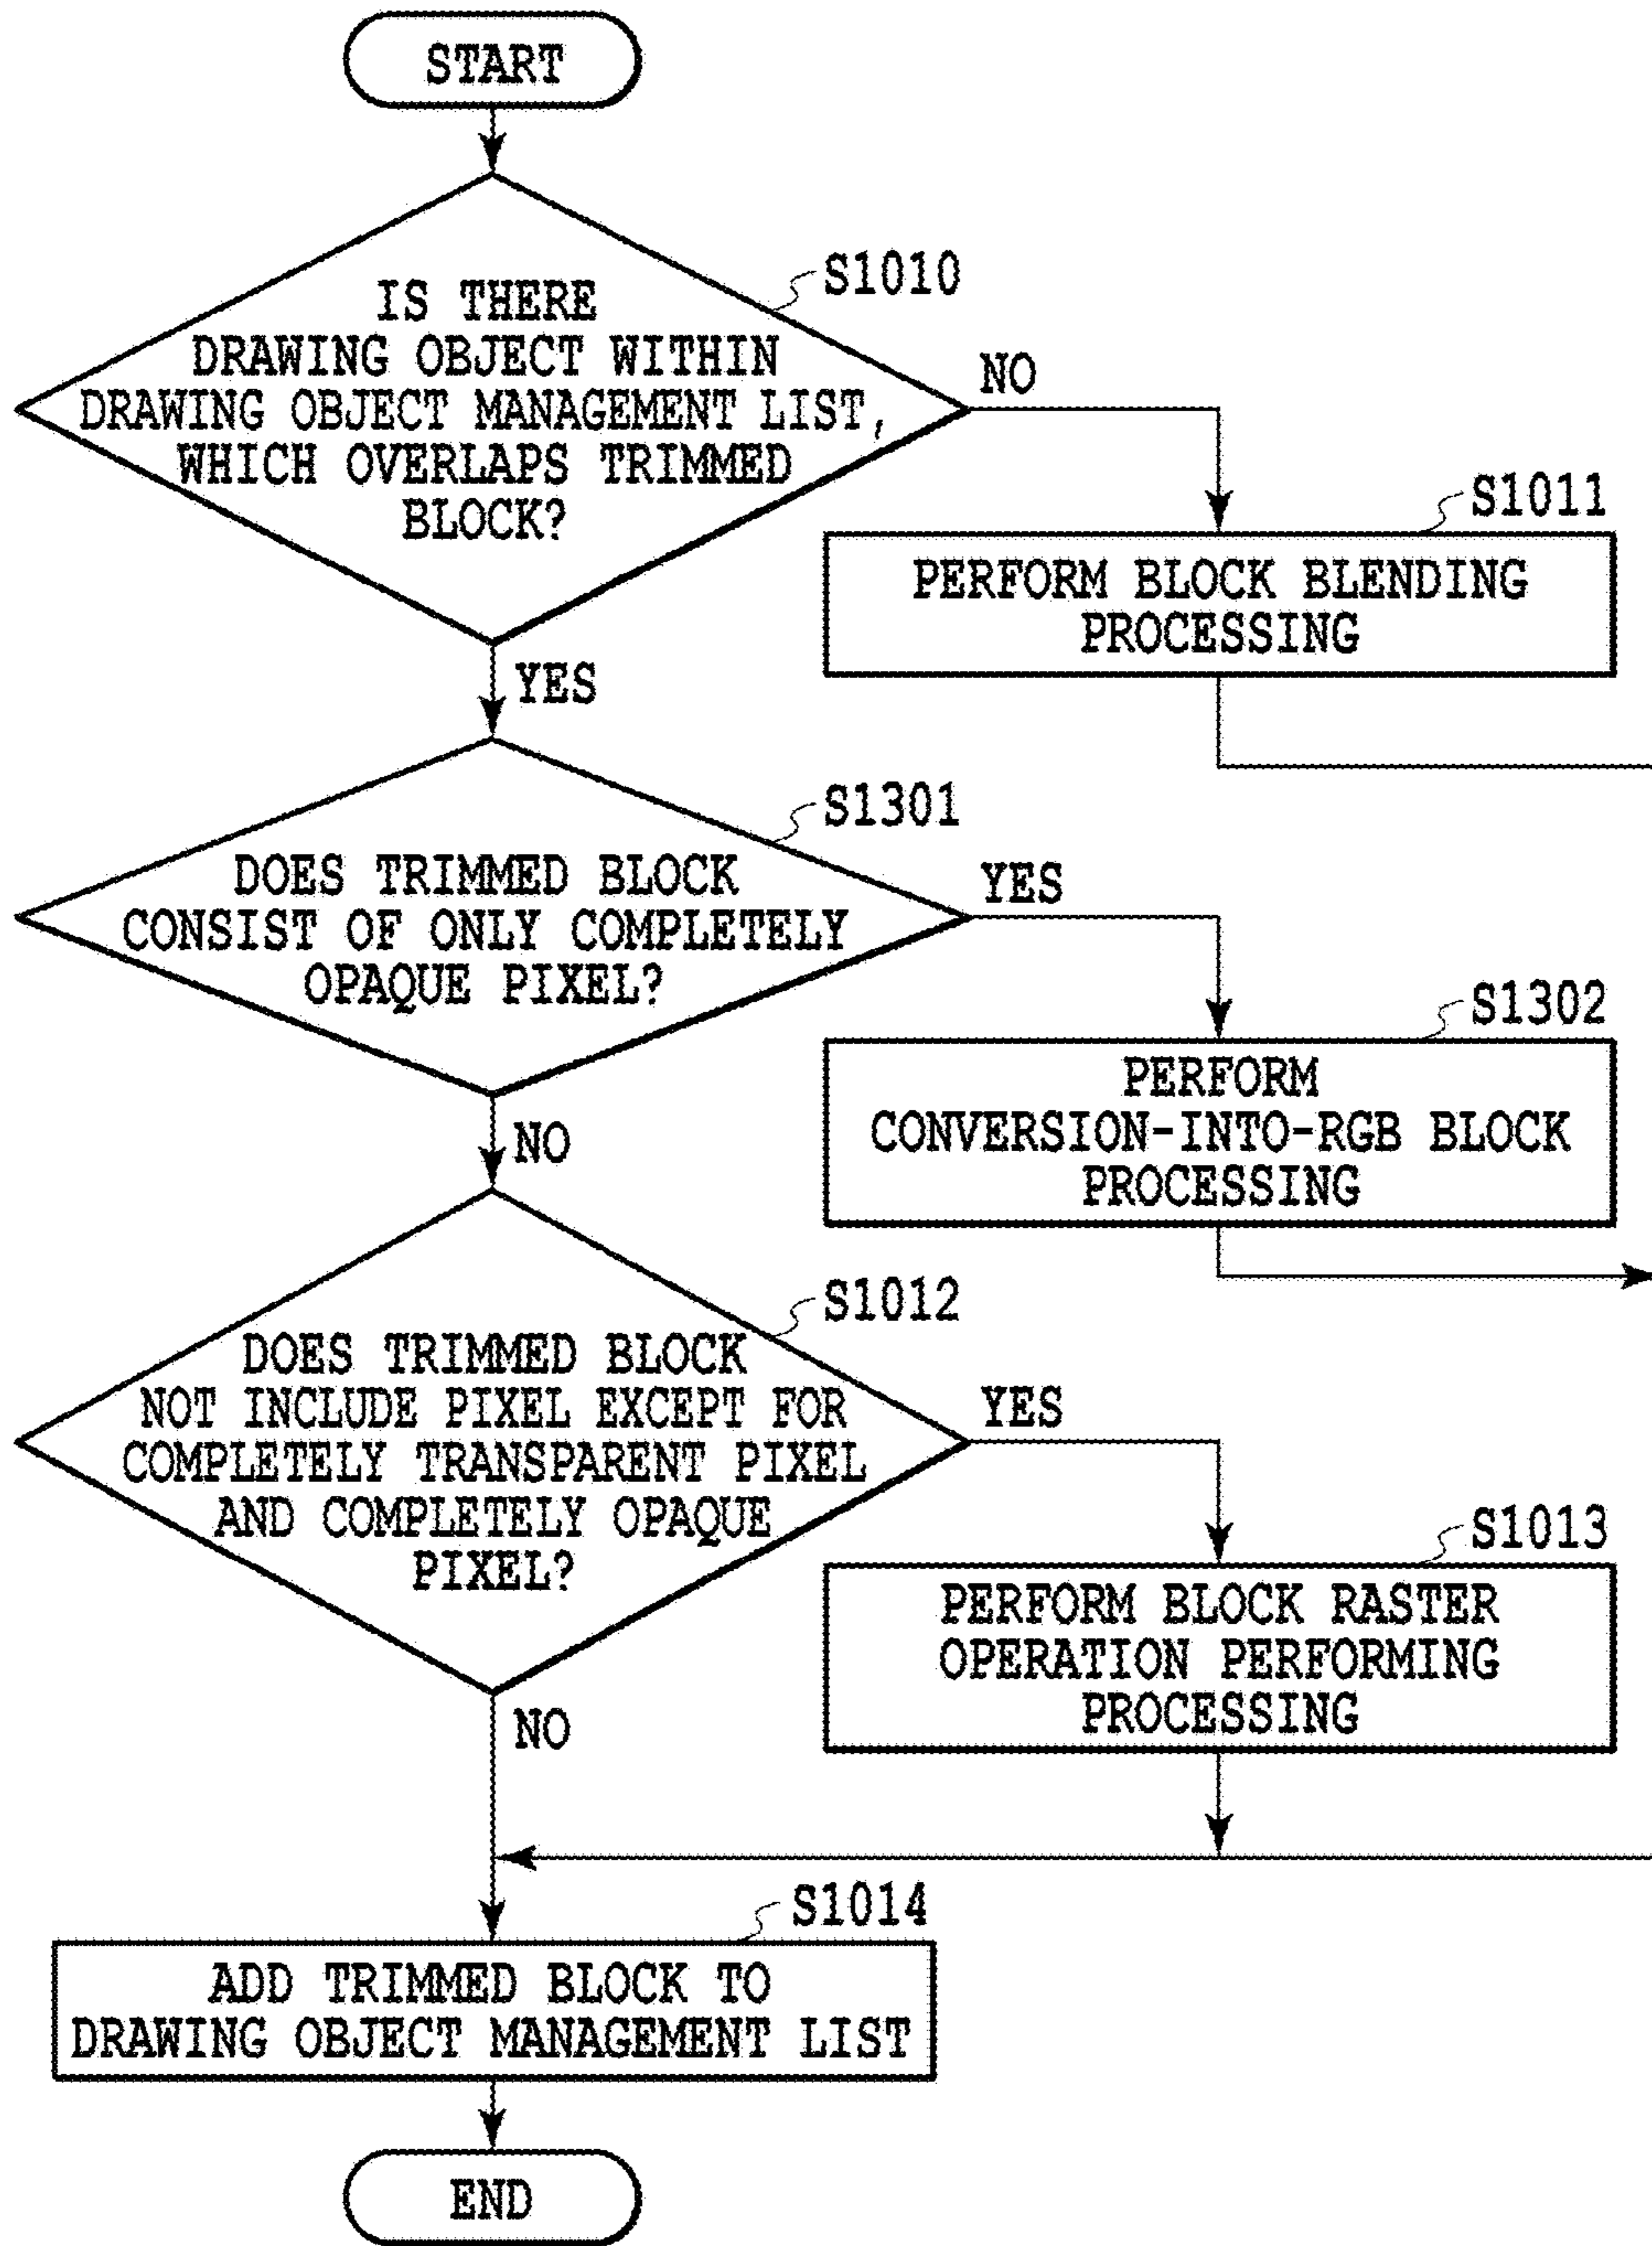 START
S1010
IS THERE
DRAWING OBJECT WITHIN
DRAWING OBJECT MANAGEMENT LIST,
WHICH OVERLAPS TRIMMED
BLOCK?
NO
S1011
PERFORM BLOCK BLENDING
PROCESSING
YES
S1301
DOES TRIMMED BLOCK
CONSIST OF ONLY COMPLETELY
OPAQUE PIXEL?
YES
S1302
PERFORM
CONVERSION-INTO-RGB BLOCK
PROCESSING
NO
S1012
DOES TRIMMED BLOCK
NOT INCLUDE PIXEL EXCEPT FOR
COMPLETELY TRANSPARENT PIXEL
AND COMPLETELY OPAQUE
PIXEL?
YES
S1013
PERFORM BLOCK RASTER
OPERATION PERFORMING
PROCESSING
NO
S1014
ADD TRIMMED BLOCK TO
DRAWING OBJECT MANAGEMENT LIST
END